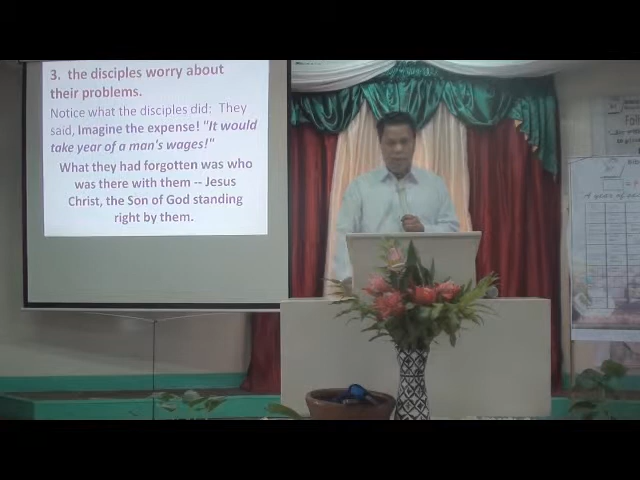 3.  the disciples worry about
their problems.
Notice what the disciples did:  They
said, Imagine the expense! "It would
take year of a man's wages!"
What they had forgotten was who
was there with them -- Jesus
Christ, the Son of God standing
right by them.